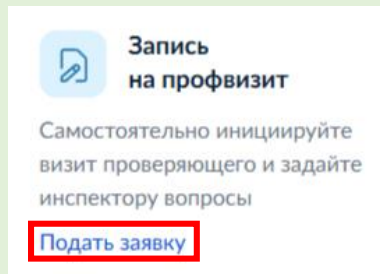 Запись
на профвизит
Самостоятельно инициируйте
визит проверяющего и задайте
инспектору вопросы
Подать заявку